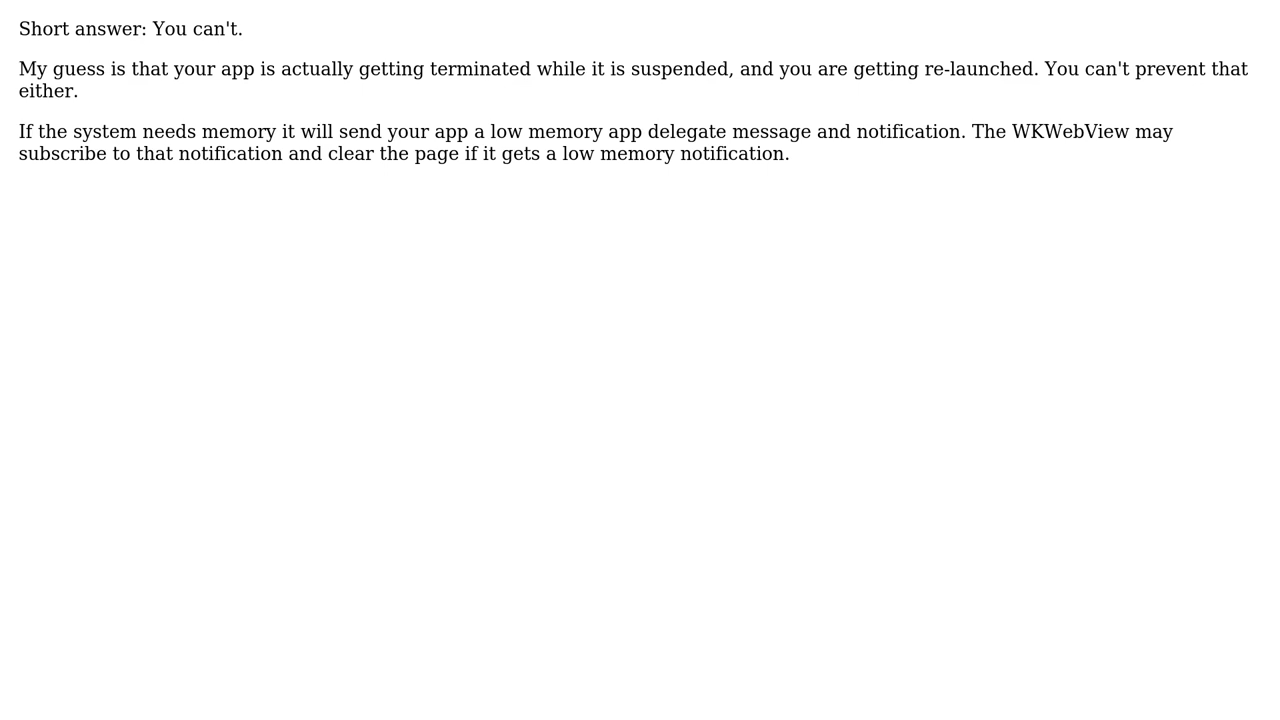 Short answer: You can't.
My guess is that your app is actually getting terminated while it is suspended, and you are getting re-launched. You can't prevent that
either.
If the system needs memory it will send your app a low memory app delegate message and notification. The WKWebView may
subscribe to that notification and clear the page if it gets a low memory notification.